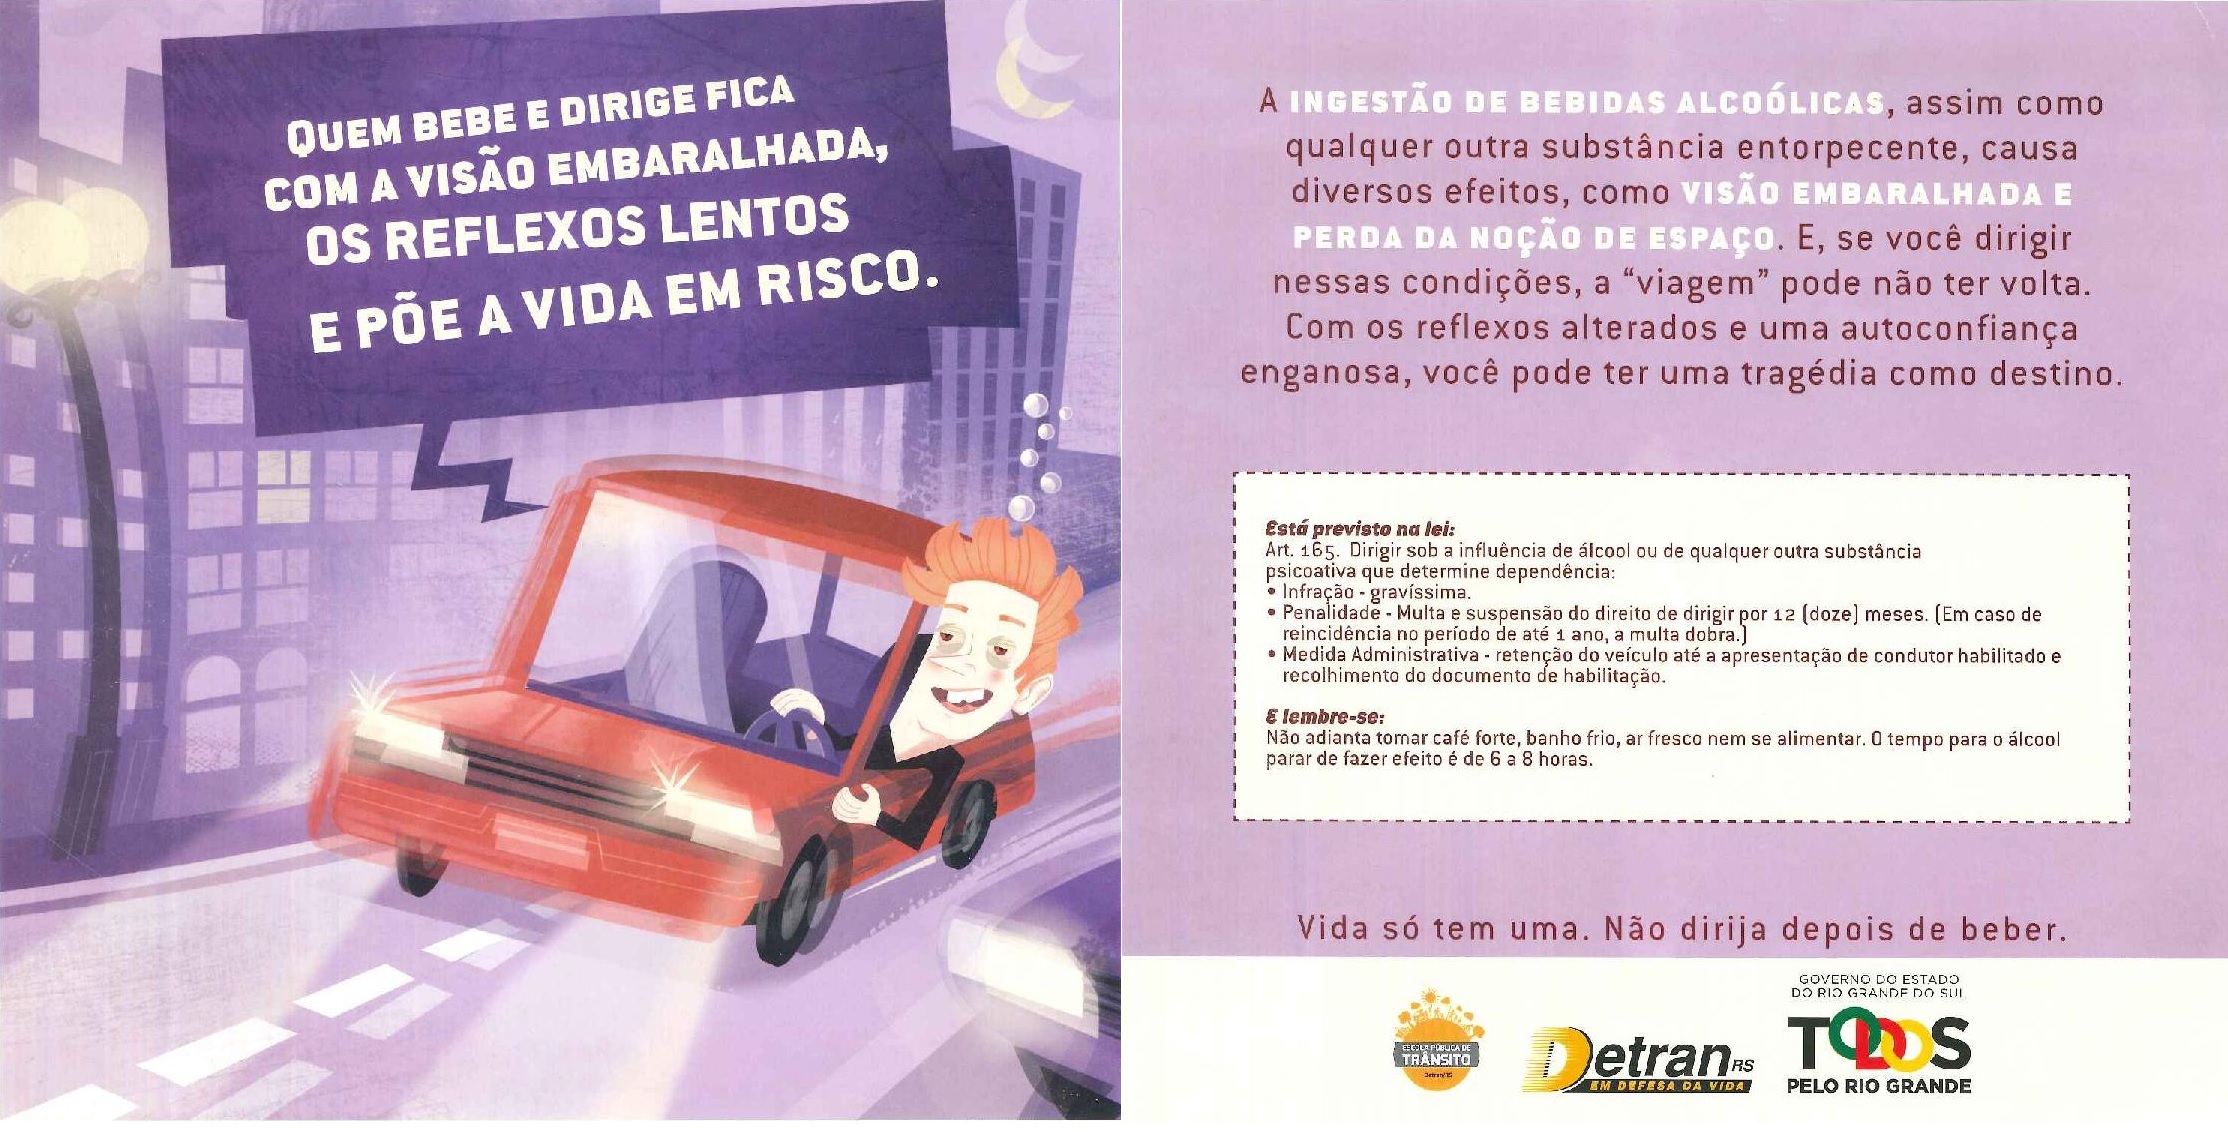 QUEM BEBE E DIRIGE FICA
COM A VISÃO EMBARALHADA,
OS REFLEXOS LENTOS
E PÕE A VIDA EM RISCO.
A INGESTÃO DE BEBIDAS ALCOÓLICAS, assim como
qualquer outra substância entorpecente, causa
diversos efeitos, como VISÃO EMBARALHADA E
PERDA DA NOÇÃO DE ESPAÇO. E, se você dirigir
nessas condições, a “viagem” pode não ter volta.
Com os reflexos alterados e uma autoconfiança
enganosa, você pode ter uma tragédia como destino.
Está previsto na lei:
Art. 165. Dirigir sob a influência de álcool ou de qualquer outra substância
psicoativa que determine dependência:
• Infração - gravíssima.
• Penalidade - Multa e suspensão do direito de dirigir por 12 (doze) meses. (Em caso de
reincidência no período de até 1 ano, a multa dobra.)
• Medida Administrativa - retenção do veículo até a apresentação de condutor habilitado e
recolhimento do documento de habilitação.
E lembre-se:
Não adianta tomar café forte, banho frio, ar fresco nem se alimentar. O tempo para o álcool
parar de fazer efeito é de 6 a 8 horas.
Vida só tem uma. Não dirija depois de beber.
ESCOLA PÚBLICA DE
TRÂNSITO
Detran/RS
Detran RS
EM DEFESA DA VIDA
GOVERNO DO ESTADO
DO RIO GRANDE DO SUL
TODOS
PELO RIO GRANDE